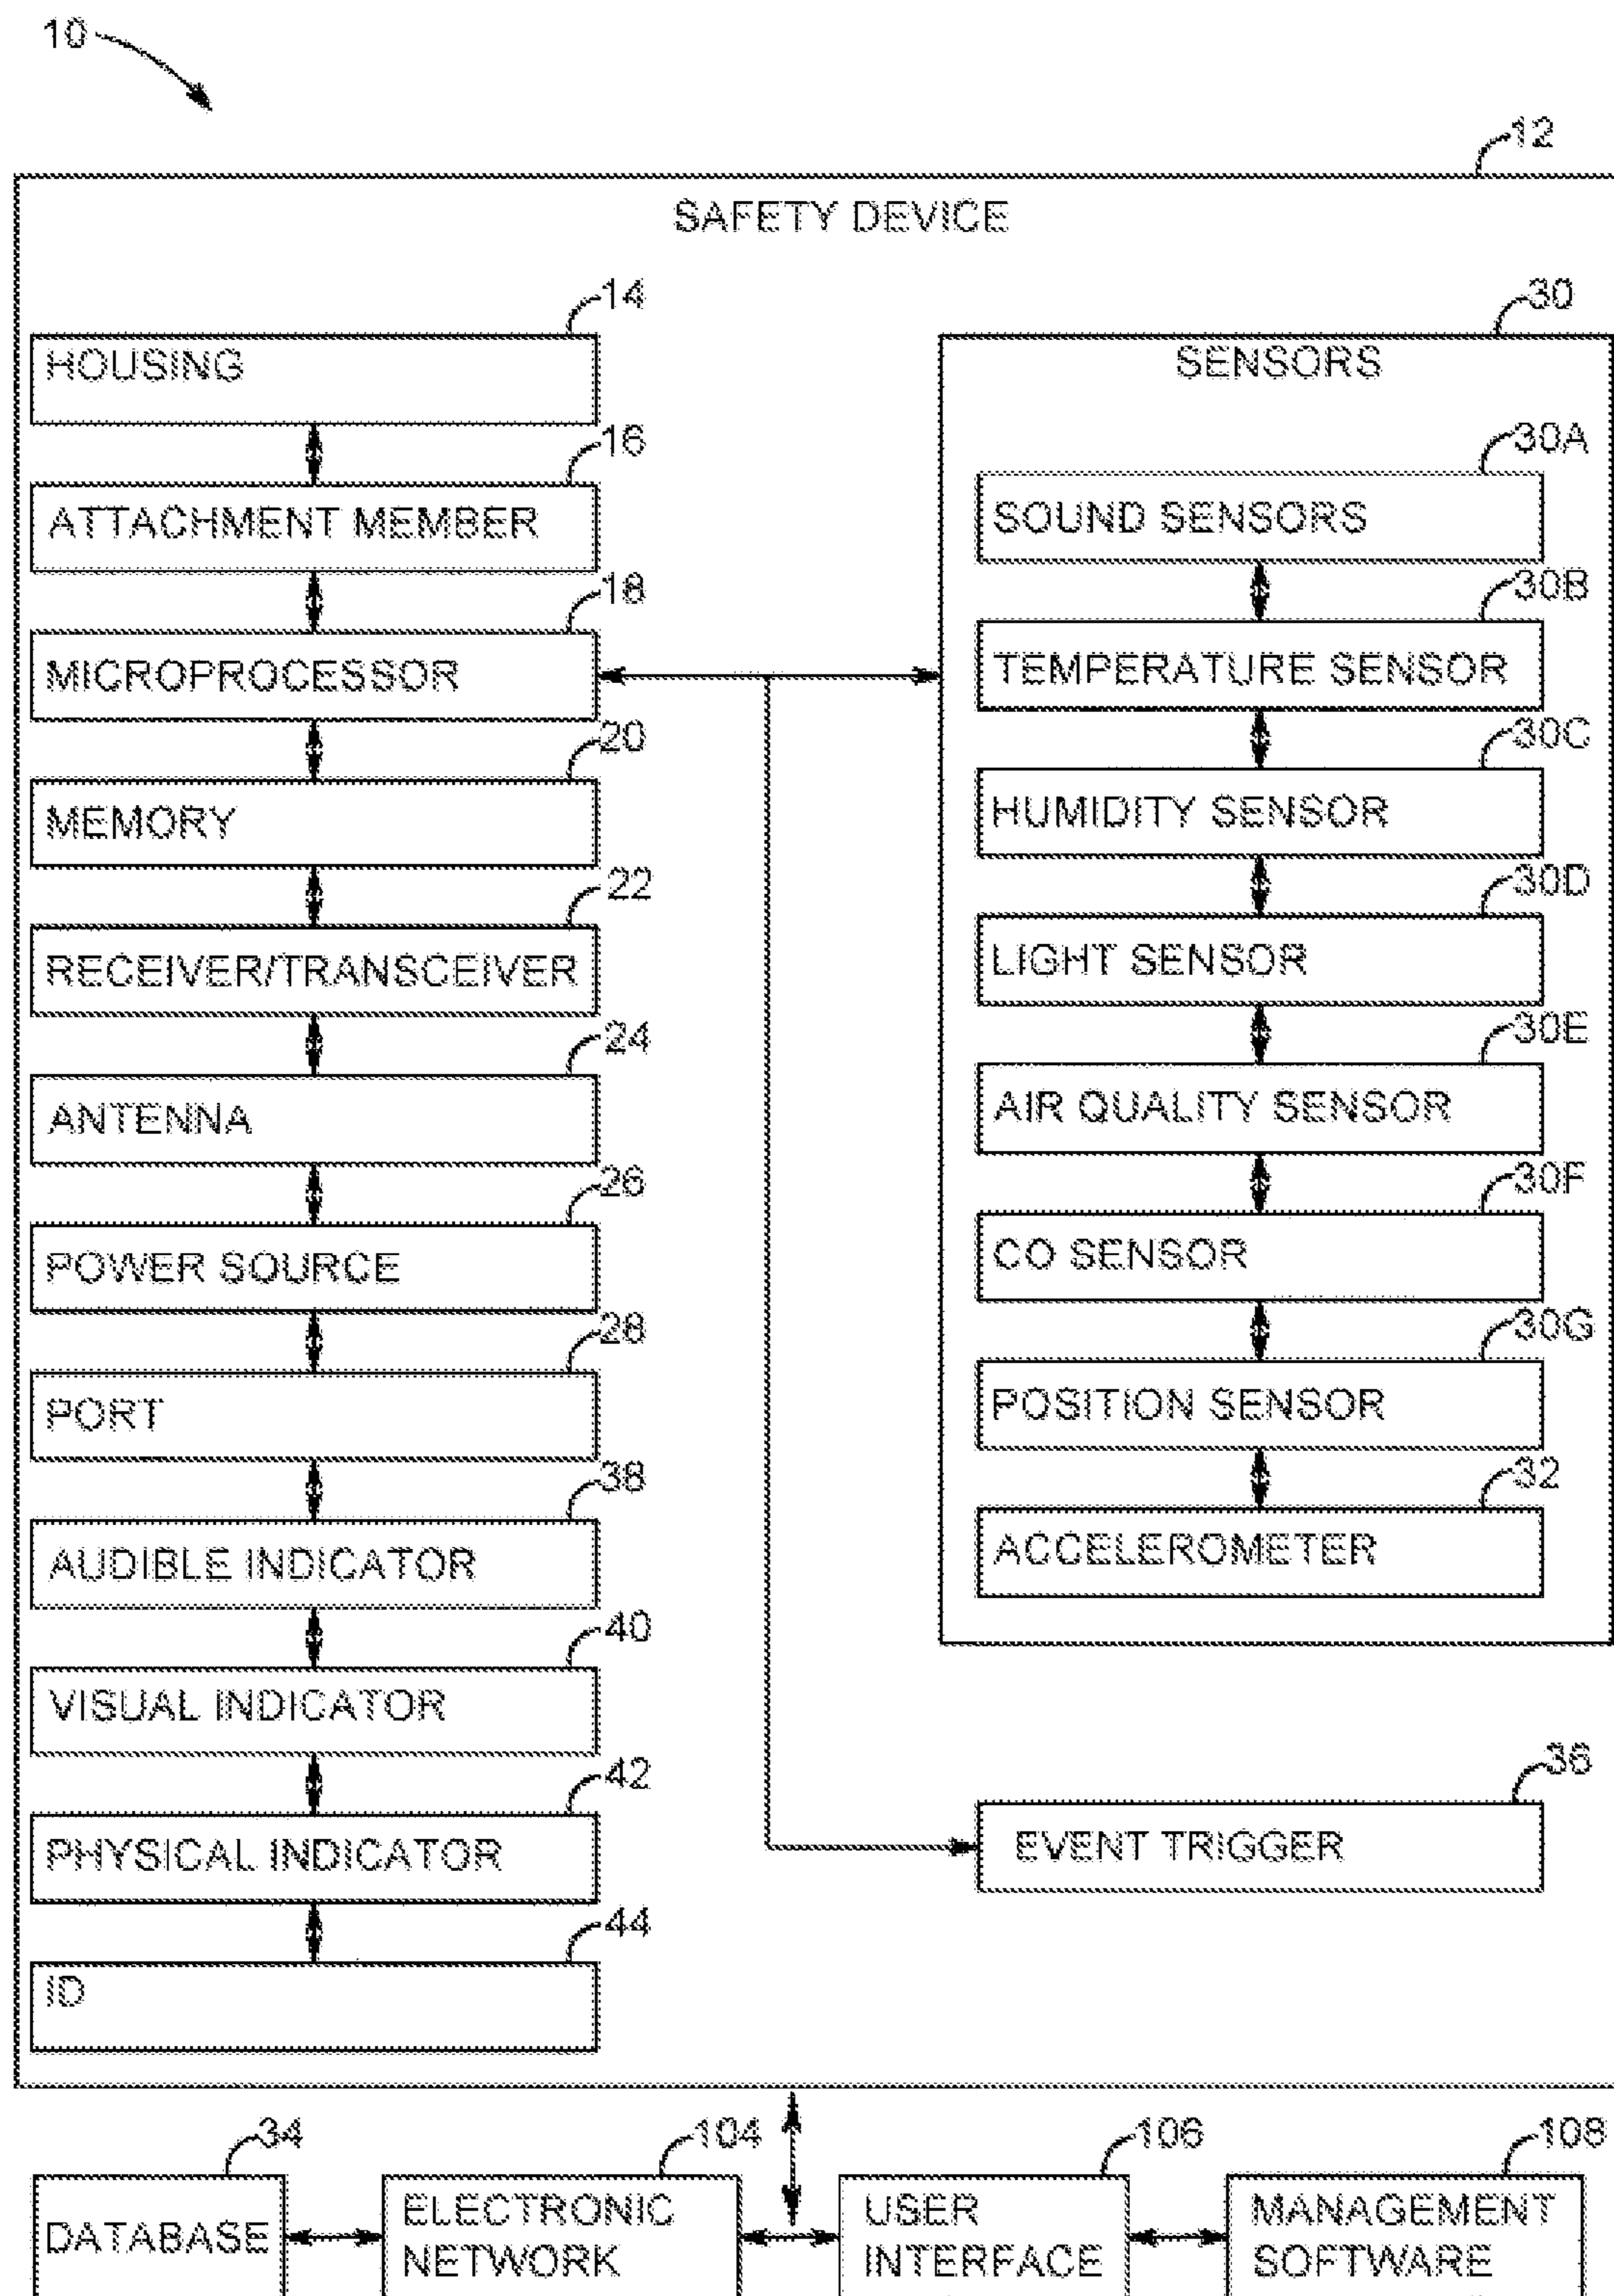 10
12
SAFETY DEVICE
14
HOUSING
16
ATTACHMENT MEMBER
18
MICROPROCESSOR
20
MEMORY
22
RECEIVER/TRANSCEIVER
24
ANTENNA
26
POWER SOURCE
28
PORT
38
AUDIBLE INDICATOR
40
VISUAL INDICATOR
42
PHYSICAL INDICATOR
44
ID
30
SENSORS
30A
SOUND SENSORS
30B
TEMPERATURE SENSOR
30C
HUMIDITY SENSOR
30D
LIGHT SENSOR
30E
AIR QUALITY SENSOR
30F
CO SENSOR
30G
POSITION SENSOR
32
ACCELEROMETER
36
EVENT TRIGGER
34
DATABASE
104
ELECTRONIC
NETWORK
106
USER
INTERFACE
108
MANAGEMENT
SOFTWARE